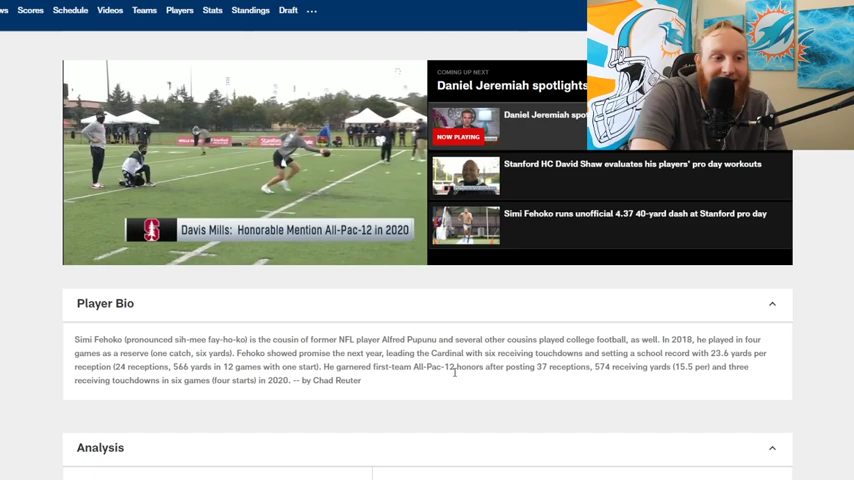 ws Scores Schedule Videos Teams Players Stats Standings Draft ...
COMING UP NEXT
Daniel Jeremiah spotlights
Daniel Jeremiah spo
NOW PLAYING
Stanford HC David Shaw evaluates his players' pro day workouts
Simi Fehoko runs unofficial 4.37 40-yard dash at Stanford pro day
S Davis Mills: Honorable Mention All-Pac-12 in 2020
Player Bio
Simi Fehoko (pronounced sih-mee fay-ho-ko) is the cousin of former NFL player Alfred Pupunu and several other cousins played college football, as well. In 2018, he played in four
games as a reserve (one catch, six yards). Fehoko showed promise the next year, leading the Cardinal with six receiving touchdowns and setting a school record with 23.6 yards per
reception (24 receptions, 566 yards in 12 games with one start). He garnered first-team All-Pac-12 honors after posting 37 receptions, 574 receiving yards (15.5 per) and three
receiving touchdowns in six games (four starts) in 2020. -- by Chad Reuter
Analysis